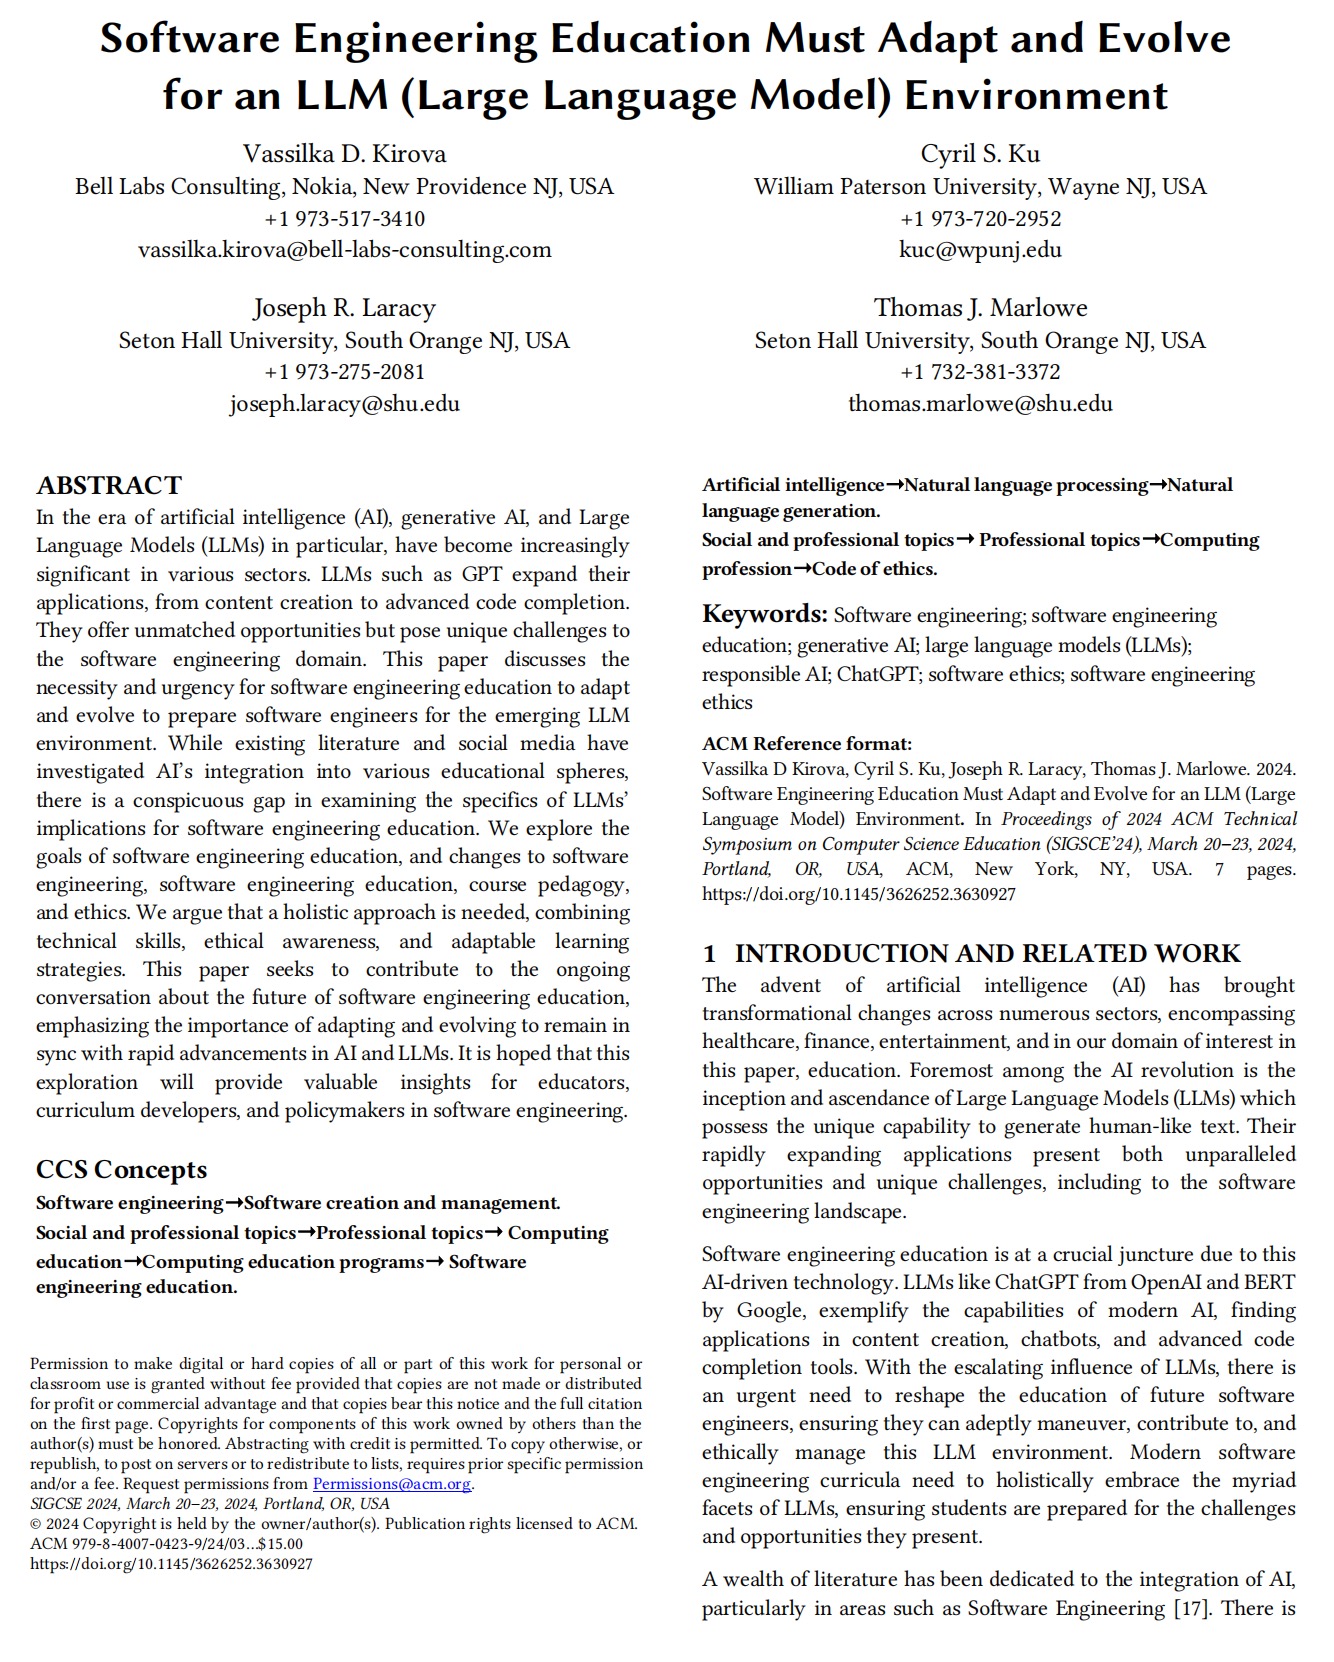 Software Engineering Education Must Adapt and Evolve
for an LLM (Large Language Model) Environment
Vassilka D. Kirova
Bell Labs Consulting, Nokia, New Providence NJ, USA
+1 973-517-3410
vassilka.kirova@bell-labs-consulting.com
Cyril S. Ku
William Paterson University, Wayne NJ, USA
+1 973-720-2952
kuc@wpunj.edu
Joseph R. Laracy
Seton Hall University, South Orange NJ, USA
+1 973-275-2081
joseph.laracy@shu.edu
Thomas J. Marlowe
Seton Hall University, South Orange NJ, USA
+1 732-381-3372
thomas.marlowe@shu.edu
ABSTRACT
In the era of artificial intelligence (AI), generative AI, and Large
Language Models (LLMs) in particular, have become increasingly
significant in various sectors. LLMs such as GPT expand their
applications, from content creation to advanced code completion.
They offer unmatched opportunities but pose unique challenges to
the software engineering domain. This paper discusses the
necessity and urgency for software engineering education to adapt
and evolve to prepare software engineers for the emerging LLM
environment. While existing literature and social media have
investigated AI's integration into various educational spheres,
there is a conspicuous gap in examining the specifics of LLMs'
implications for software engineering education. We explore the
goals of software engineering education, and changes to software
engineering, software engineering education, course pedagogy,
and ethics. We argue that a holistic approach is needed, combining
technical skills, ethical awareness, and adaptable learning
strategies. This paper seeks to contribute to the ongoing
conversation about the future of software engineering education,
emphasizing the importance of adapting and evolving to remain in
sync with rapid advancements in AI and LLMs. It is hoped that this
exploration will provide valuable insights for educators,
curriculum developers, and policymakers in software engineering.
CCS Concepts
Software engineering→Software creation and management.
Social and professional topics→Professional topics→ Computing
education→Computing education programs→ Software
engineering education.
Permission to make digital or hard copies of all or part of this work for personal or
classroom use is granted without fee provided that copies are not made or distributed
for profit or commercial advantage and that copies bear this notice and the full citation
on the first page. Copyrights for components of this work owned by others than the
author(s) must be honored. Abstracting with credit is permitted. To copy otherwise, or
republish, to post on servers or to redistribute to lists, requires prior specific permission
and/or a fee. Request permissions from Permissions@acm.org.
SIGCSE 2024, March 20–23, 2024, Portland, OR, USA
© 2024 Copyright is held by the owner/author(s). Publication rights licensed to ACM.
ACM 979-8-4007-0423-9/24/03...$15.00
https://doi.org/10.1145/3626252.3630927
Artificial intelligence→Natural language processing→Natural
language generation.
Social and professional topics→ Professional topics→Computing
profession→Code of ethics.
Keywords: Software engineering; software engineering
education; generative AI; large language models (LLMs);
responsible AI; ChatGPT; software ethics; software engineering
ethics
ACM Reference format:
Vassilka D Kirova, Cyril S. Ku, Joseph R. Laracy, Thomas J. Marlowe. 2024.
Software Engineering Education Must Adapt and Evolve for an LLM (Large
Language Model) Environment. In Proceedings of 2024 ACM Technical
Symposium on Computer Science Education (SIGSCE'24), March 20–23, 2024,
Portland, OR, USA, ACM, New York, NY, USA. 7 pages.
https://doi.org/10.1145/3626252.3630927
1 INTRODUCTION AND RELATED WORK
The advent of artificial intelligence (AI) has brought
transformational changes across numerous sectors, encompassing
healthcare, finance, entertainment, and in our domain of interest in
this paper, education. Foremost among the AI revolution is the
inception and ascendance of Large Language Models (LLMs) which
possess the unique capability to generate human-like text. Their
rapidly expanding applications present both unparalleled
opportunities and unique challenges, including to the software
engineering landscape.
Software engineering education is at a crucial juncture due to this
AI-driven technology. LLMs like ChatGPT from OpenAI and BERT
by Google, exemplify the capabilities of modern AI, finding
applications in content creation, chatbots, and advanced code
completion tools. With the escalating influence of LLMs, there is
an urgent need to reshape the education of future software
engineers, ensuring they can adeptly maneuver, contribute to, and
ethically manage this LLM environment. Modern software
engineering curricula need to holistically embrace the myriad
facets of LLMs, ensuring students are prepared for the challenges
and opportunities they present.
A wealth of literature has been dedicated to the integration of AI,
particularly in areas such as Software Engineering [17]. There is